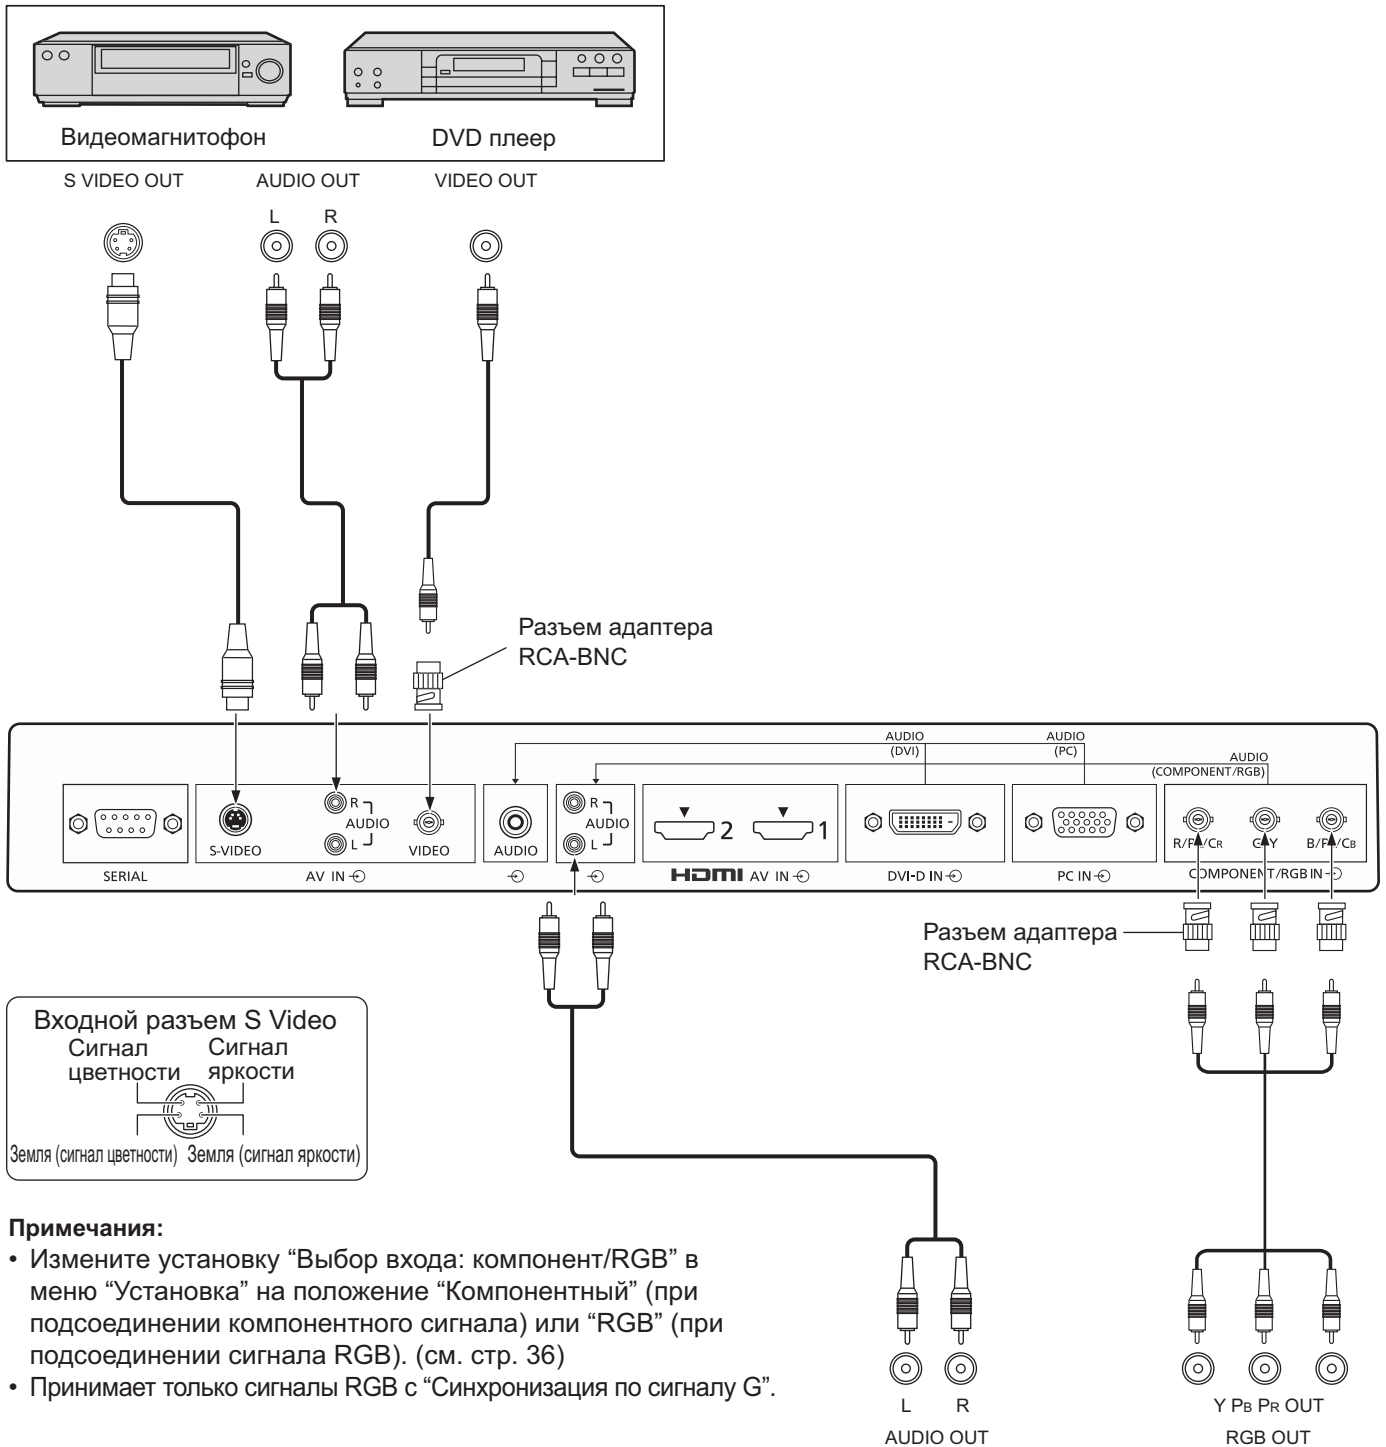 Видеомагнитофон
DVD плеер
S VIDEO OUT
AUDIO OUT
VIDEO OUT
L
R
Разъем адаптера
RCA-BNC
AUDIO
(DVI)
AUDIO
(PC)
AUDIO
(COMPONENT/RGB)
R
AUDIO
L
R
AUDIO
L
2
1
S-VIDEO
VIDEO
AUDIO
R/PR/CR
G/Y
B/PB/CB
SERIAL
AV IN
HDMI AV IN
DVI-D IN
PC IN
COMPONENT/RGB IN
Разъем адаптера
RCA-BNC
Входной разъем S Video
Сигнал
цветности
Сигнал
яркости
Земля (сигнал цветности)
Земля (сигнал яркости)
Примечания:
• Измените установку “Выбор входа: компонент/RGB” в
меню “Установка” на положение “Компонентный” (при
подсоединении компонентного сигнала) или “RGB” (при
подсоединении сигнала RGB). (см. стр. 36)
• Принимает только сигналы RGB с “Синхронизация по сигналу G”.
L
R
AUDIO OUT
Y PB PR OUT
RGB OUT